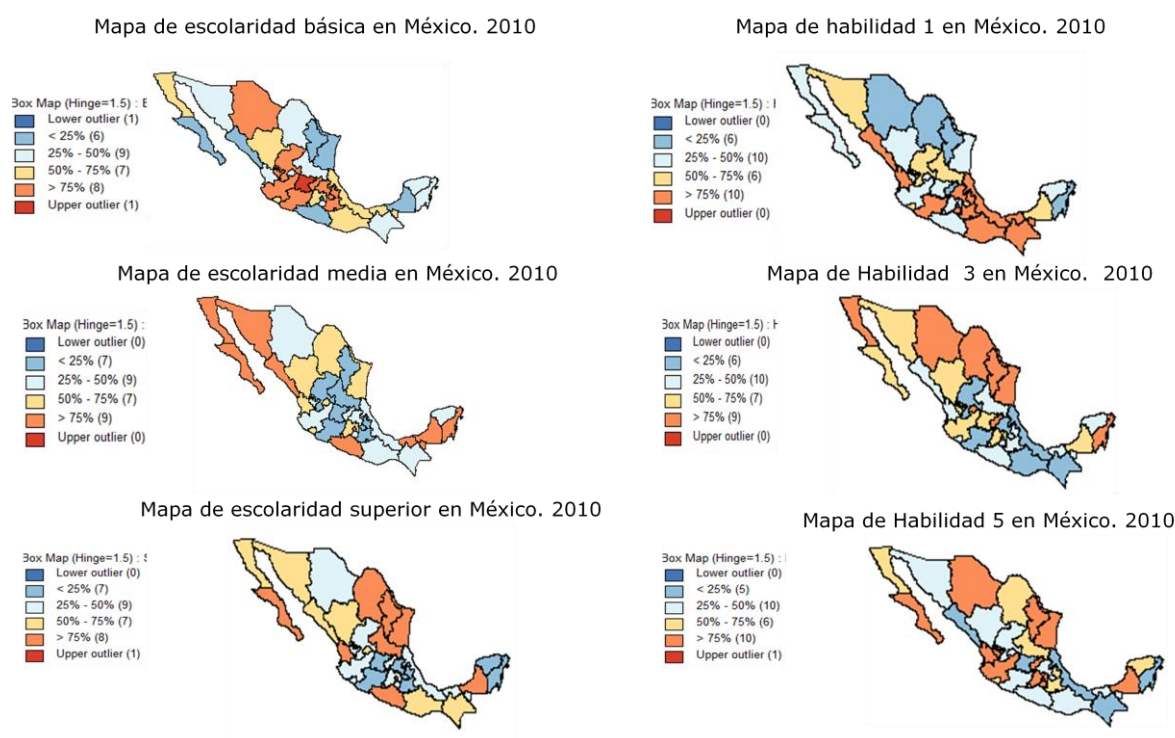 Mapa de escolaridad básica en México. 2010
Box Map (Hinge=1.5) : E
Lower outlier (1)
< 25% (6)
25% - 50% (9)
50% - 75% (7)
> 75% (8)
Upper outlier (1)
Mapa de habilidad 1 en México. 2010
Box Map (Hinge=1.5) :
Lower outlier (0)
< 25% (6)
25% - 50% (10)
50% - 75% (6)
> 75% (10)
Upper outlier (0)
Mapa de escolaridad media en México. 2010
Box Map (Hinge=1.5) :
Lower outlier (0)
< 25% (7)
25% - 50% (9)
50% - 75% (7)
> 75% (9)
Upper outlier (0)
Mapa de Habilidad 3 en México. 2010
Box Map (Hinge=1.5) : H
Lower outlier (0)
< 25% (6)
25% - 50% (10)
50% - 75% (7)
> 75% (9)
Upper outlier (0)
Mapa de escolaridad superior en México. 2010
Box Map (Hinge=1.5) : S
Lower outlier (0)
< 25% (7)
25% - 50% (9)
50% - 75% (7)
> 75% (8)
Upper outlier (1)
Mapa de Habilidad 5 en México. 2010
Box Map (Hinge=1.5) :
Lower outlier (0)
< 25% (5)
25% - 50% (10)
50% - 75% (6)
> 75% (10)
Upper outlier (1)